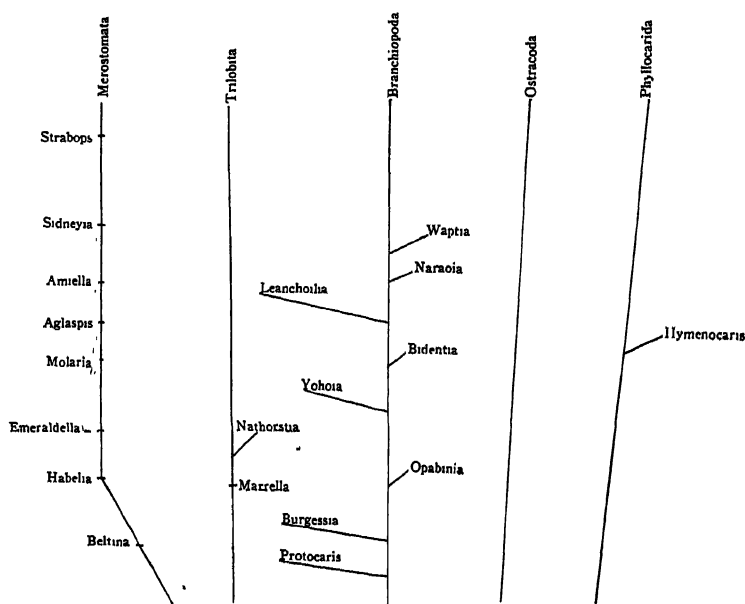 Merostomata
Trilobita
Branchiopoda
Ostracoda
Phyllocarida
Strabops
Sidneyia
Amiella
Aglaspis
Molaria
Emeraldella
Habelia
Beltina
Nathorstia
Marrella
Waptia
Naraoia
Leanchoilia
Bidentia
Yohoia
Opabinia
Burgessia
Protocaris
Hymenocaris